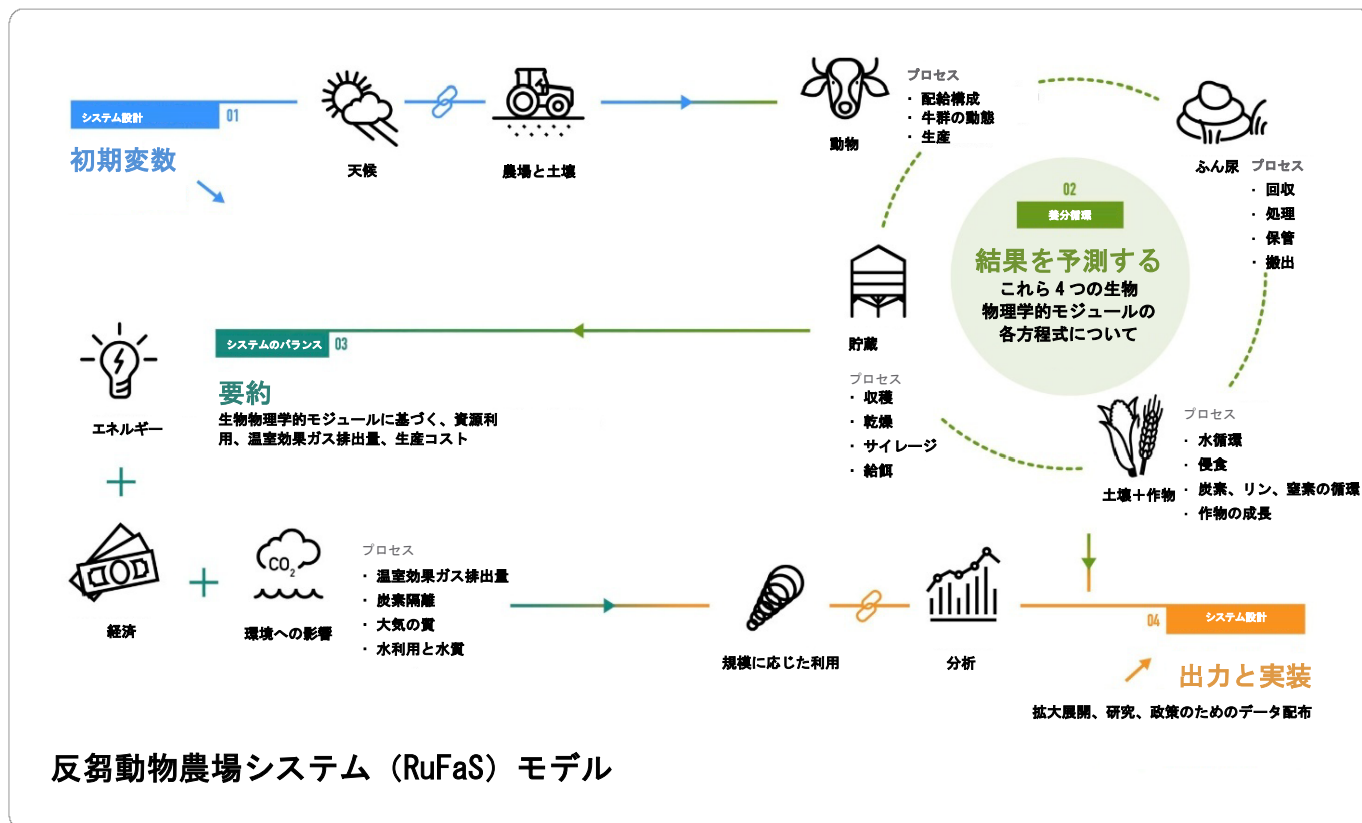 システム設計
01
初期変数
天候
農場と土壌
動物
プロセス
・ 配給構成
・ 牛群の動態
・ 生産
ふん尿
プロセス
・ 回収
・ 処理
・ 保管
・ 搬出
02
養分循環
結果を予測する
これら 4 つの生物
物理学的モジュールの
各方程式について
貯蔵
プロセス
・ 収穫
・ 乾燥
・ サイレージ
・ 給餌
土壌＋作物
プロセス
・ 水循環
・ 侵食
・ 炭素、リン、窒素の循環
・ 作物の成長
システムのバランス
03
要約
生物物理学的モジュールに基づく、資源利
用、温室効果ガス排出量、生産コスト
エネルギー
経済
CO2
環境への影響
プロセス
・ 温室効果ガス排出量
・ 炭素隔離
・ 大気の質
・ 水利用と水質
規模に応じた利用
分析
04
システム設計
出力と実装
拡大展開、研究、政策のためのデータ配布
反芻動物農場システム（RuFaS）モデル